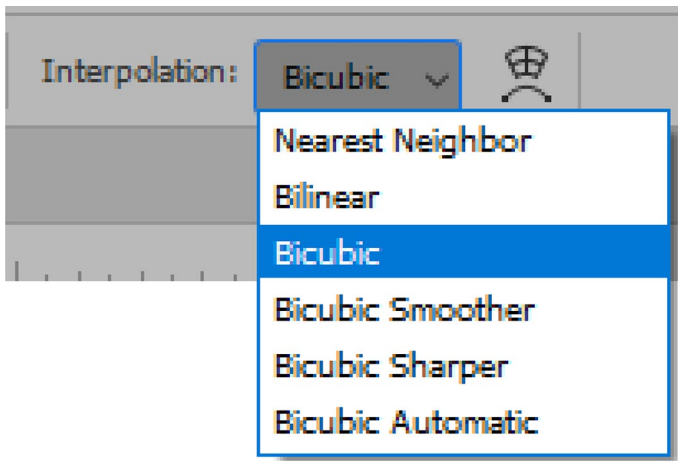 Interpolation: Bicubic
Nearest Neighbor
Bilinear
Bicubic
Bicubic Smoother
Bicubic Sharper
Bicubic Automatic